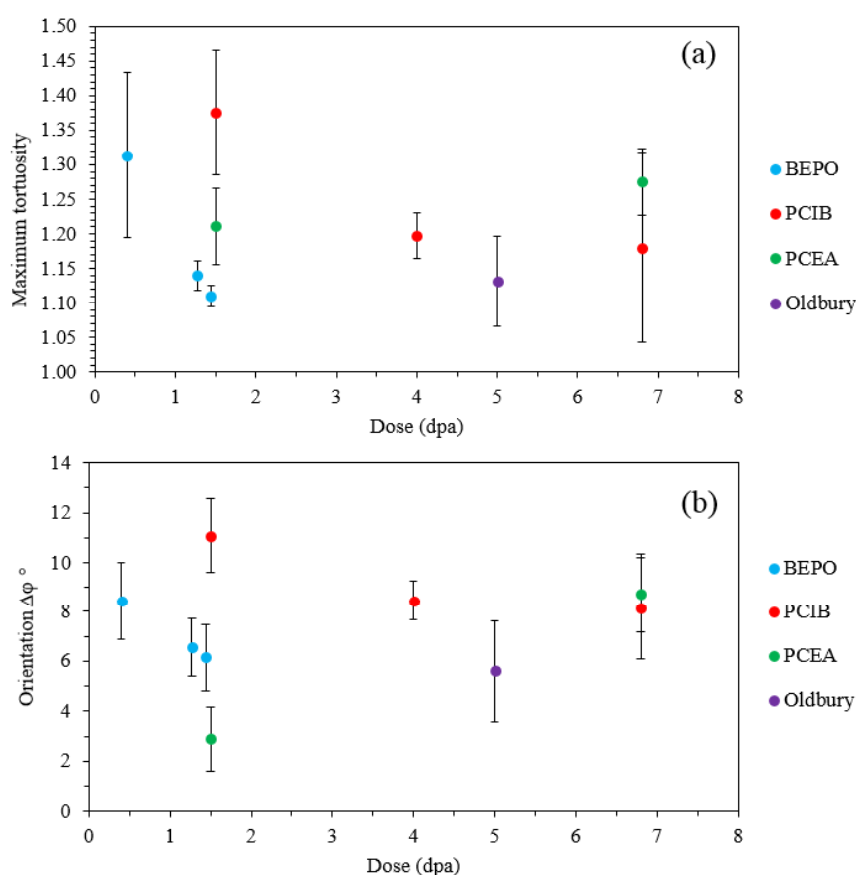 (a)
Maximum tortuosity
1.50
1.45
1.40
1.35
1.30
1.25
1.20
1.15
1.10
1.05
1.00
0 1 2 3 4 5 6 7 8
Dose (dpa)
BEPO
PCIB
PCEA
Oldbury
(b)
Orientation Δφ °
14
12
10
8
6
4
2
0
0 1 2 3 4 5 6 7 8
Dose (dpa)
BEPO
PCIB
PCEA
Oldbury